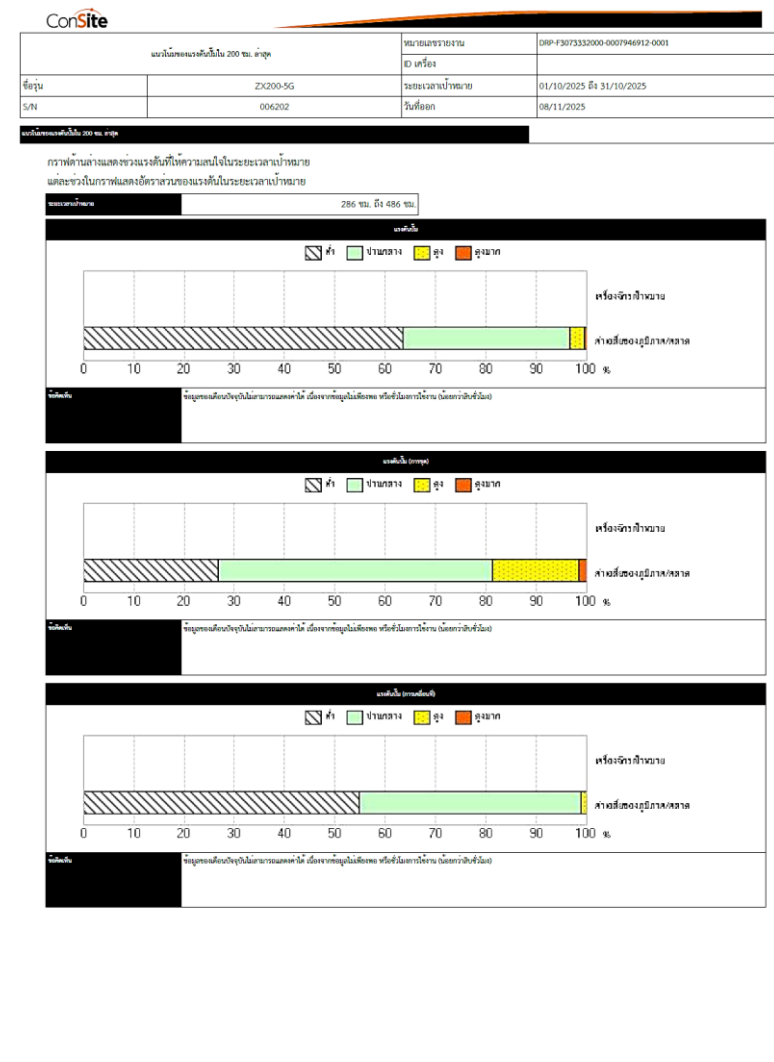 ConSite
แนวโน้มของแรงดันปั๊มใน 200 ชม. ล่าสุด
หมายเลขรายงาน DRP-F3073332000-0007946912-0001
ID เครื่อง
ชื่อรุ่น ZX200-5G ระยะเวลาเป้าหมาย 01/10/2025 ถึง 31/10/2025
S/N 006202 วันที่ออก 08/11/2025
แนวโน้มของแรงดันปั๊มใน 200 ชม. ล่าสุด
กราฟด้านล่างแสดงช่วงแรงดันที่ให้ความสนใจในระยะเวลาเป้าหมาย
แต่ละช่วงในกราฟแสดงอัตราส่วนของแรงดันในระยะเวลาเป้าหมาย
ระยะเวลาเป้าหมาย 286 ชม. ถึง 486 ชม.
แรงดันปั๊ม
ต่ำ ปานกลาง สูง สูงมาก
เครื่องจักรเป้าหมาย
ค่าเฉลี่ยของภูมิภาค/ตลาด
0 10 20 30 40 50 60 70 80 90 100 %
ข้อคิดเห็น ข้อมูลของเดือนปัจจุบันไม่สามารถแสดงค่าได้ เนื่องจากข้อมูลไม่เพียงพอ หรือชั่วโมงการใช้งาน (น้อยกว่าสิบชั่วโมง)
แรงดันปั๊ม (การขุด)
ต่ำ ปานกลาง สูง สูงมาก
เครื่องจักรเป้าหมาย
ค่าเฉลี่ยของภูมิภาค/ตลาด
0 10 20 30 40 50 60 70 80 90 100 %
ข้อคิดเห็น ข้อมูลของเดือนปัจจุบันไม่สามารถแสดงค่าได้ เนื่องจากข้อมูลไม่เพียงพอ หรือชั่วโมงการใช้งาน (น้อยกว่าสิบชั่วโมง)
แรงดันปั๊ม (การเคลื่อนที่)
ต่ำ ปานกลาง สูง สูงมาก
เครื่องจักรเป้าหมาย
ค่าเฉลี่ยของภูมิภาค/ตลาด
0 10 20 30 40 50 60 70 80 90 100 %
ข้อคิดเห็น ข้อมูลของเดือนปัจจุบันไม่สามารถแสดงค่าได้ เนื่องจากข้อมูลไม่เพียงพอ หรือชั่วโมงการใช้งาน (น้อยกว่าสิบชั่วโมง)